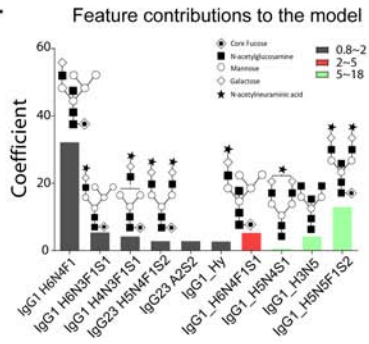 Feature contributions to the model
60
40
20
0
Coefficient
Core Fucose
N-acetylglucosamine
Mannose
Galactose
N-acetylneuraminic acid
0.8~2
2~5
5~18
IgG1 H6N4F1
IgG1 H6N3F1S1
IgG1 H4N3F1S1
IgG23 H5N4F1S2
IgG23 A2S2
IgG1_Hy
IgG1_H6N4F1S1
IgG1_H5N4S1
IgG1_H3N5
IgG1_H5N5F1S2